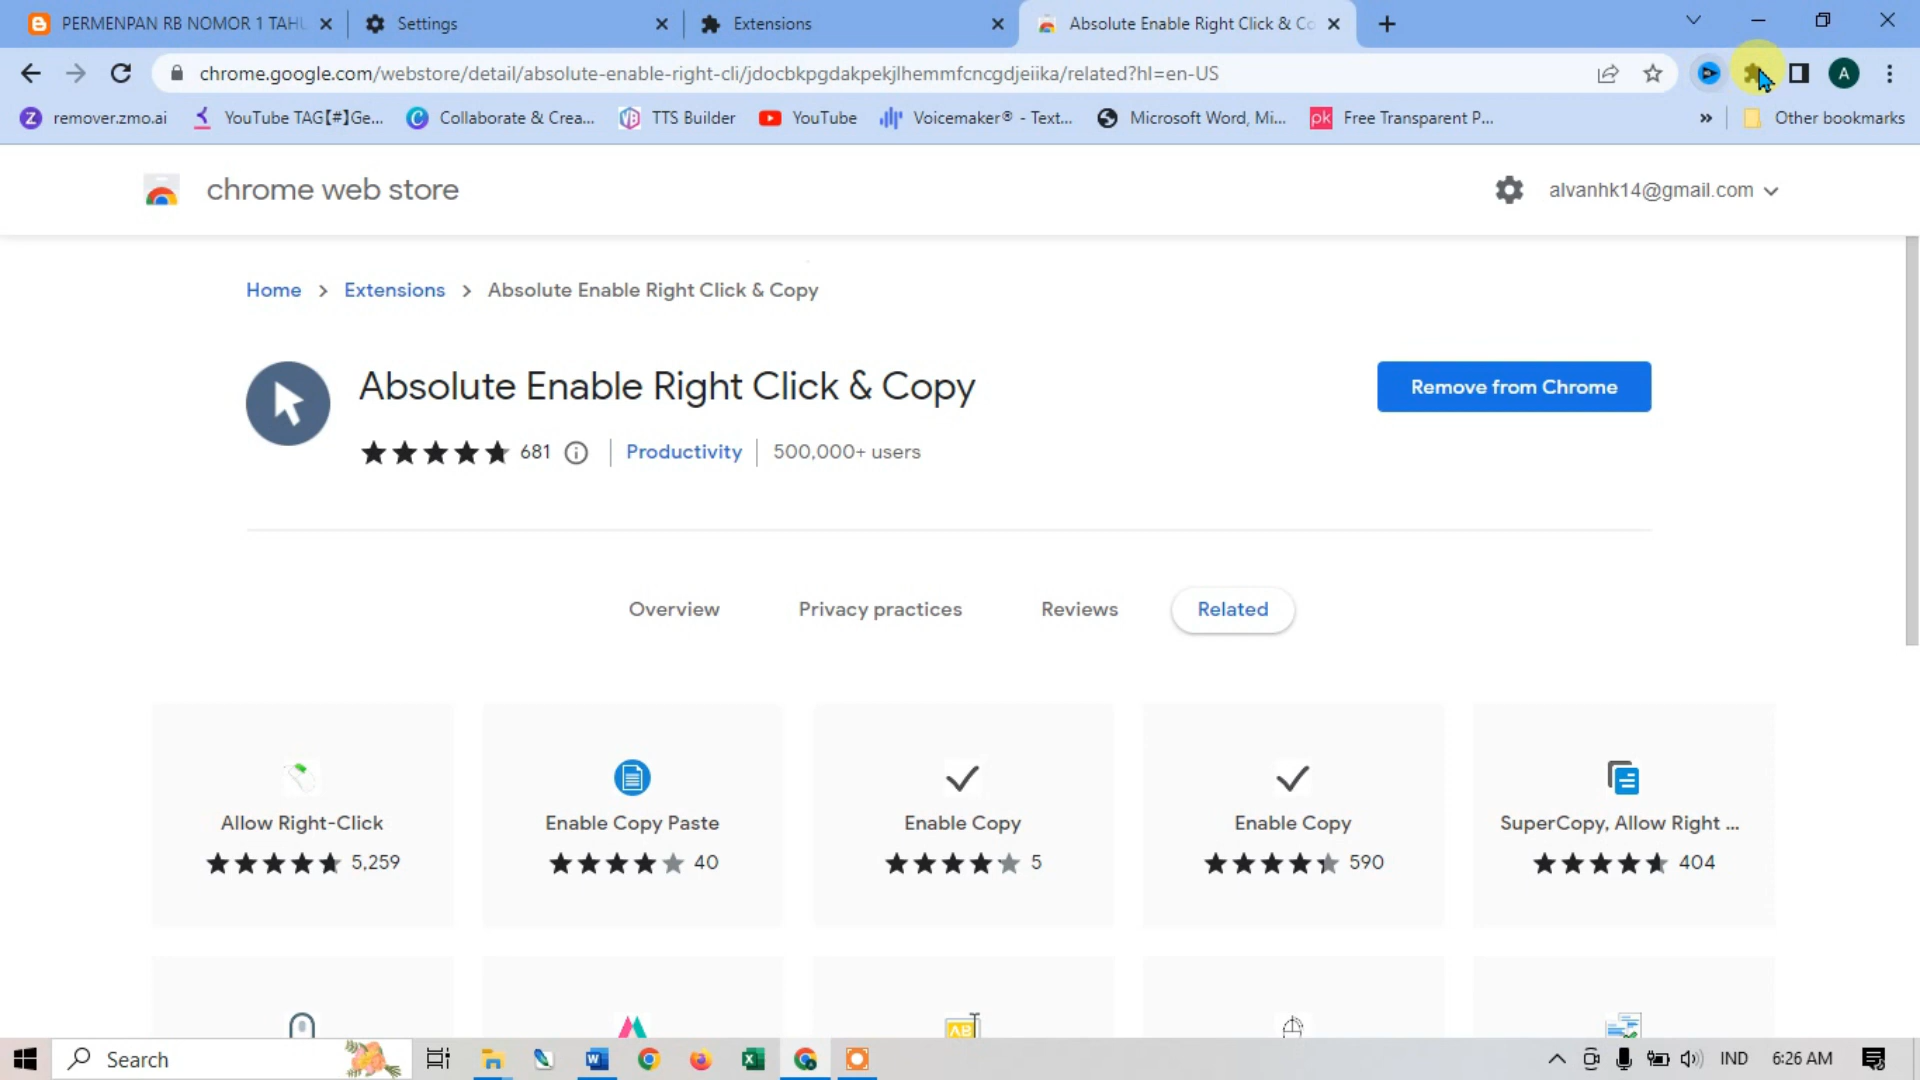 PERMENPAN RB NOMOR 1 TAHU
Settings
Extensions
Absolute Enable Right Click & Co
chrome.google.com/webstore/detail/absolute-enable-right-cli/jdocbkpgdakpekjlhemmfcncgdjeiika/related?hl=en-US
A
Z
remover.zmo.ai
YouTube TAG【#】Ge...
Collaborate & Crea...
TTS Builder
YouTube
Voicemaker® - Text...
Microsoft Word, Mi...
pk
Free Transparent P...
»
Other bookmarks
chrome web store
alvanhk14@gmail.com
Home > Extensions > Absolute Enable Right Click & Copy
Absolute Enable Right Click & Copy
Remove from Chrome
681
Productivity
500,000+ users
Overview
Privacy practices
Reviews
Related
Allow Right-Click
5,259
Enable Copy Paste
40
Enable Copy
5
Enable Copy
590
SuperCopy, Allow Right ...
404
AB
Search
IND
6:26 AM